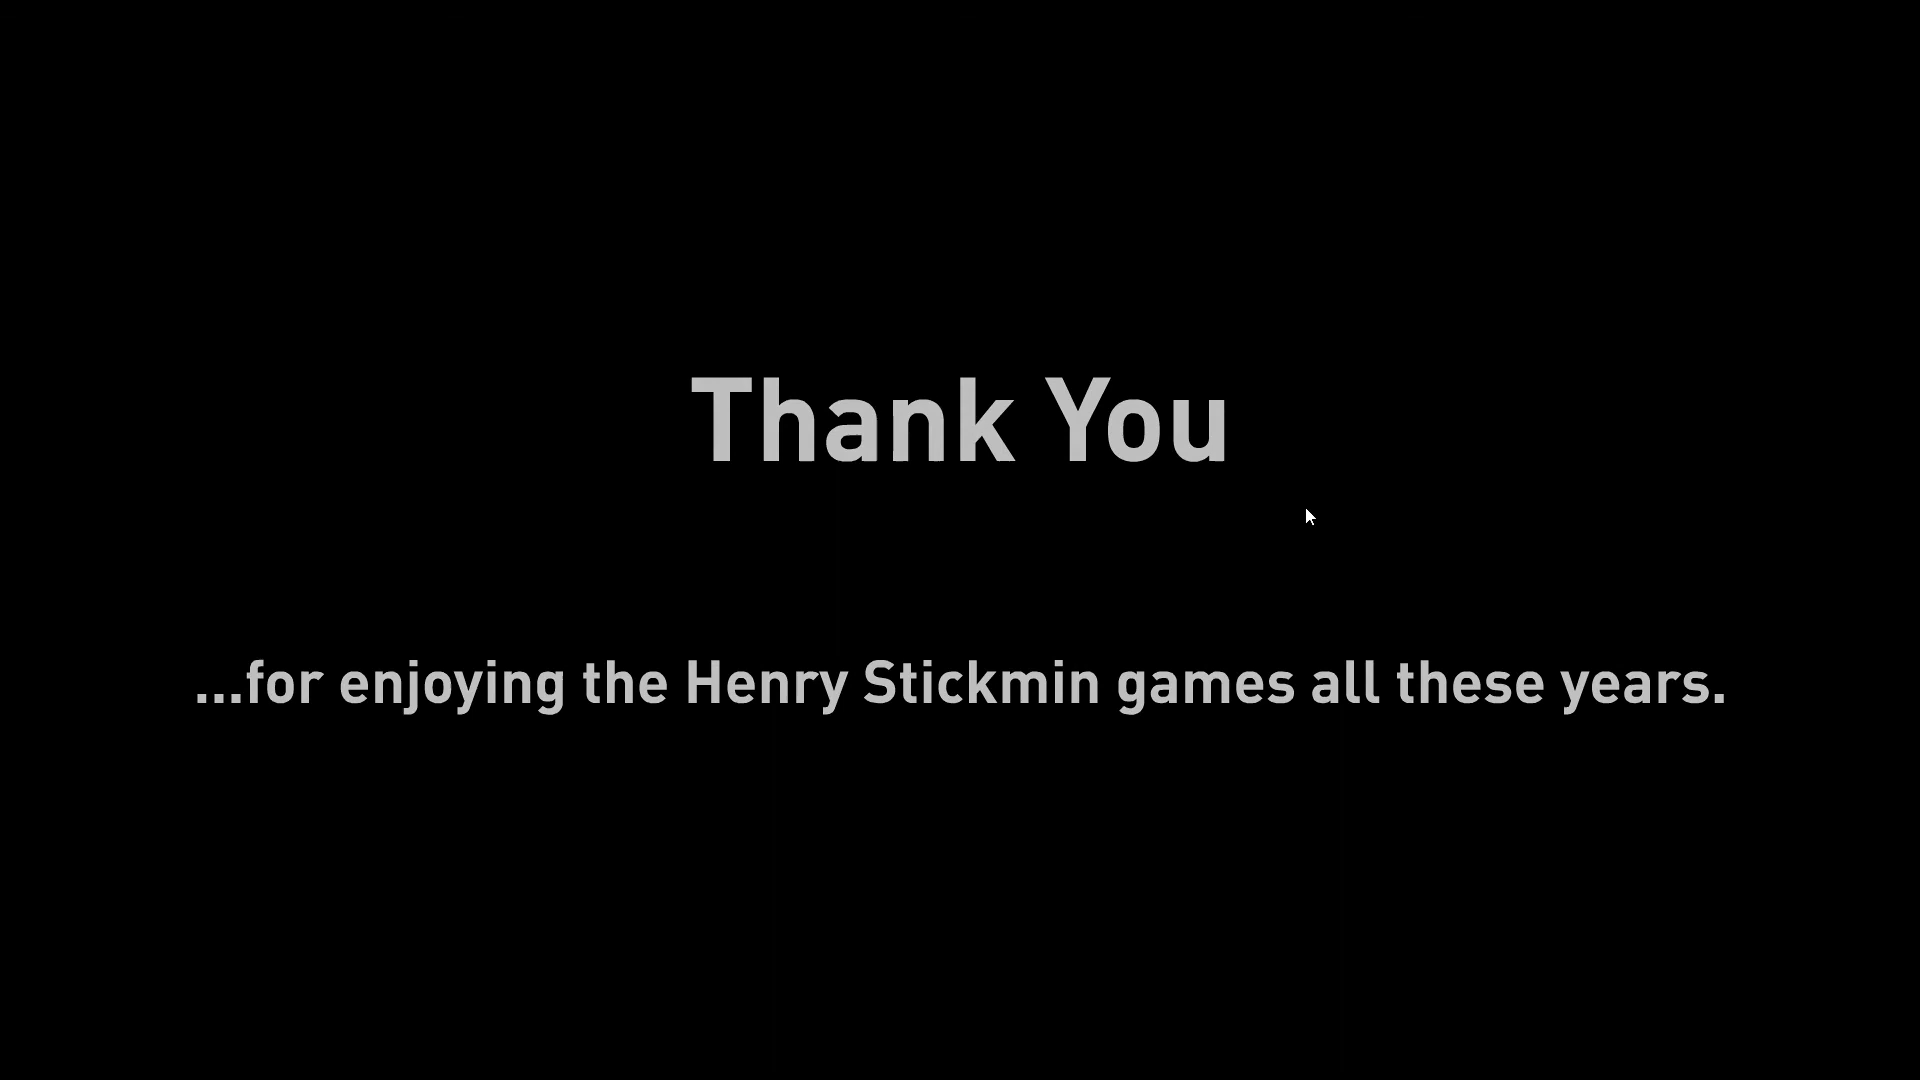 Thank You
...for enjoying the Henry Stickmin games all these years.